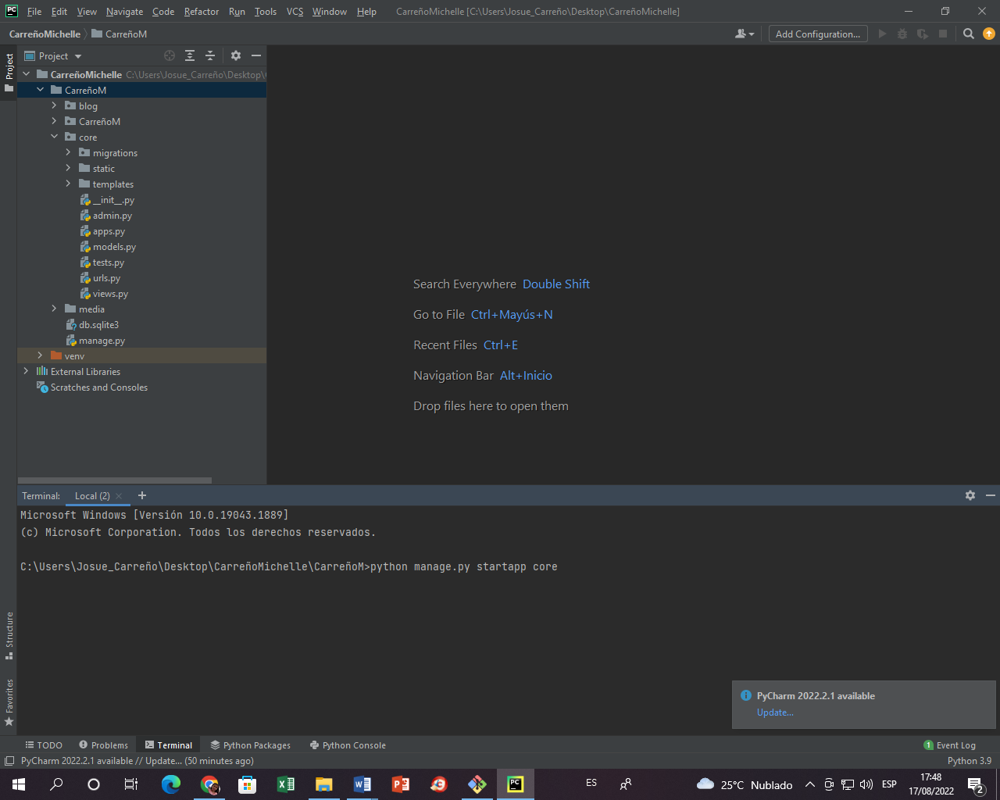 PC File Edit View Navigate Code Refactor Run Tools VCS Window Help CarreñoMichelle [C:\Users\Josue_Carreño\Desktop\CarreñoMichelle]
CarreñoMichelle CarreñoM Add Configuration...
Project
Project
CarreñoMichelle C:\Users\Josue_Carreño\Desktop\
CarreñoM
blog
CarreñoM
core
migrations
static
templates
__init__.py
admin.py
apps.py
models.py
tests.py
urls.py
views.py
media
db.sqlite3
manage.py
venv
External Libraries
Scratches and Consoles
Search Everywhere Double Shift
Go to File Ctrl+Mayús+N
Recent Files Ctrl+E
Navigation Bar Alt+Inicio
Drop files here to open them
Terminal: Local (2) +
Microsoft Windows [Versión 10.0.19043.1889]
(c) Microsoft Corporation. Todos los derechos reservados.
C:\Users\Josue_Carreño\Desktop\CarreñoMichelle\CarreñoM>python manage.py startapp core
Structure
Favorites
PyCharm 2022.2.1 available
Update...
TODO Problems Terminal Python Packages Python Console 1 Event Log
PyCharm 2022.2.1 available // Update... (50 minutes ago) Python 3.9
ES 25°C Nublado ESP 17:48
17/08/2022 2